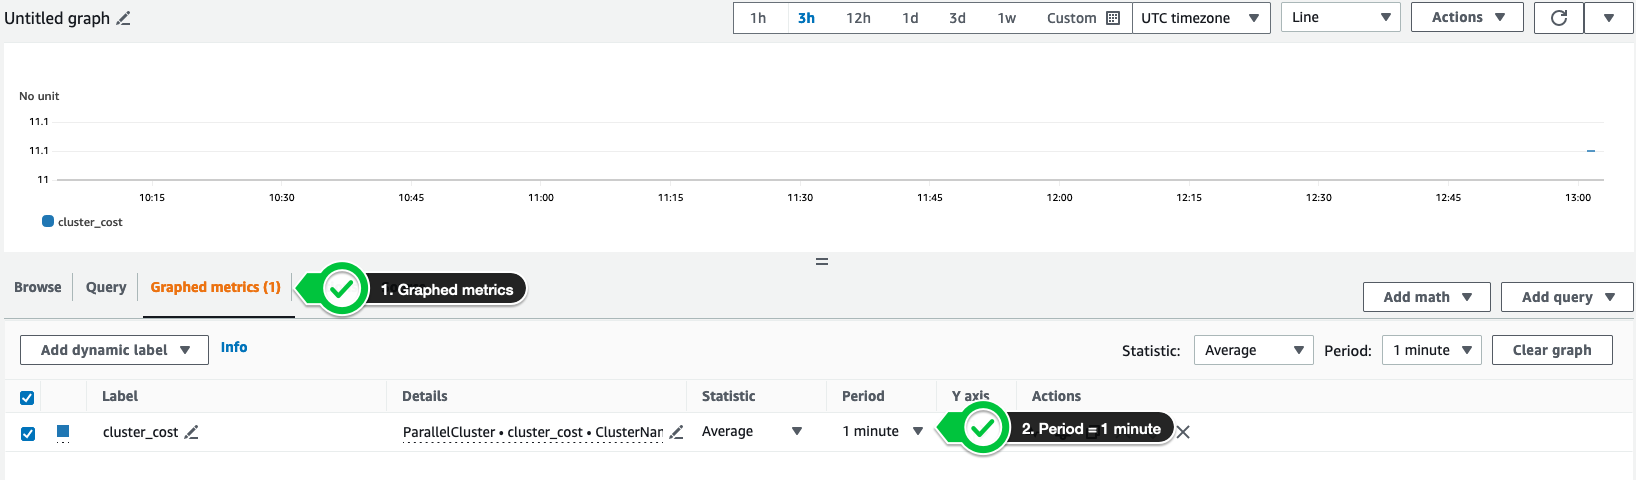 Untitled graph
1h 3h 12h 1d 3d 1w Custom UTC timezone Line Actions
No unit
11.1
11.1
11
10:15 10:30 10:45 11:00 11:15 11:30 11:45 12:00 12:15 12:30 12:45 13:00
cluster_cost
Browse Query Graphed metrics (1) 1. Graphed metrics
Add math Add query
Add dynamic label Info Statistic: Average Period: 1 minute Clear graph
Label Details Statistic Period Y axis Actions
cluster_cost ParallelCluster • cluster_cost • ClusterNar Average 1 minute 2. Period = 1 minute